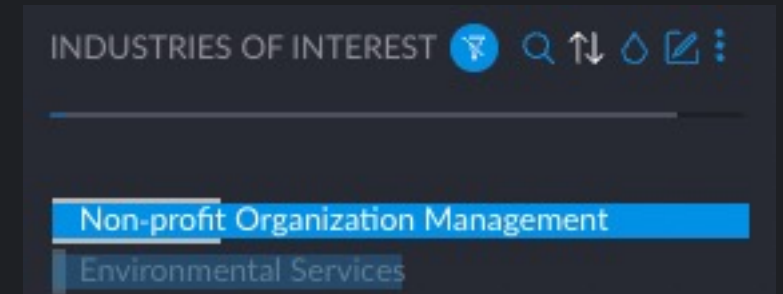 INDUSTRIES OF INTEREST
Non-profit Organization Management
Environmental Services